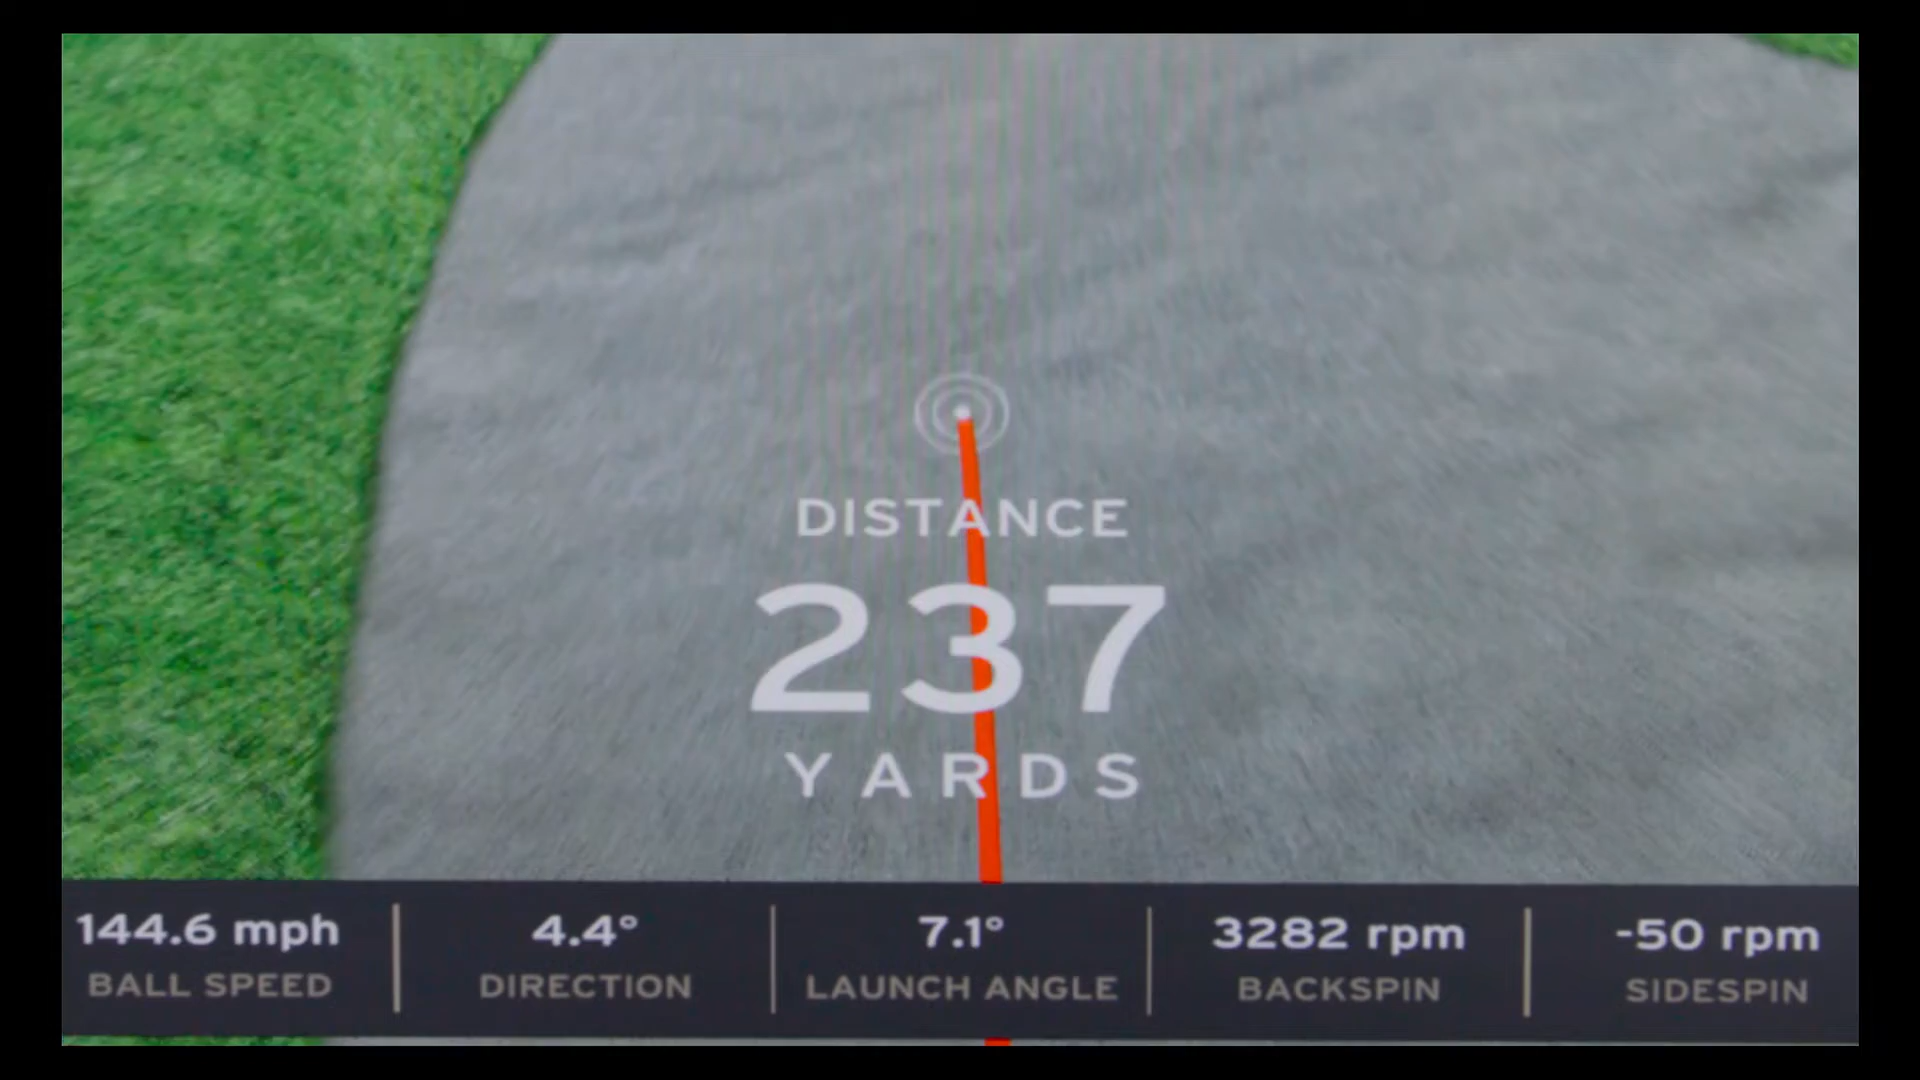 DISTANCE
237
YARDS
144.6 mph 4.4° 7.1° 3282 rpm -50 rpm
BALL SPEED DIRECTION LAUNCH ANGLE BACKSPIN SIDESPIN